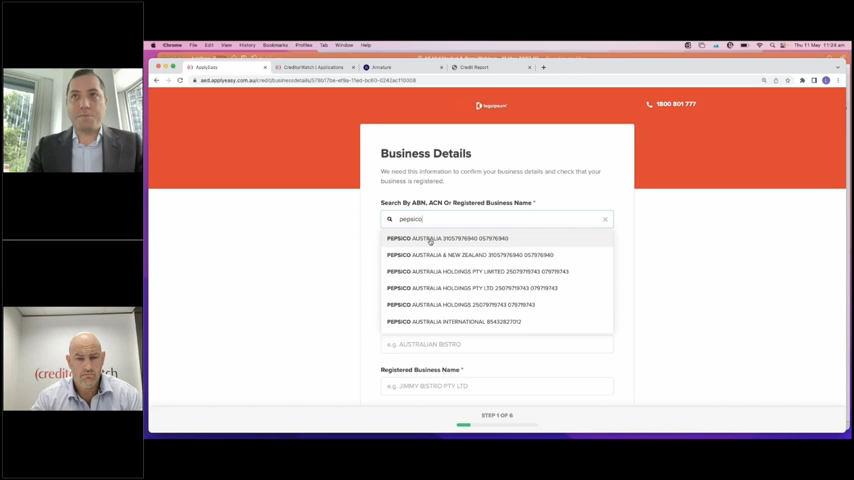 Chrome File Edit View History Bookmarks Profiles Tab Window Help
Thu 11 May 11:24 am
ApplyEasy
CreditorWatch | Applications
Annature
Credit Report
logoipsum
1800 801 777
Business Details
We need this information to confirm your business details and check that your
business is registered.
Search By ABN, ACN Or Registered Business Name *
pepsico
PEPSICO AUSTRALIA 31057976940 057976940
PEPSICO AUSTRALIA & NEW ZEALAND 31057976940 057976940
PEPSICO AUSTRALIA HOLDINGS PTY LIMITED 25079719743 079719743
PEPSICO AUSTRALIA HOLDINGS PTY LTD 25079719743 079719743
PEPSICO AUSTRALIA HOLDINGS 25079719743 079719743
PEPSICO AUSTRALIA INTERNATIONAL 85432827012
e.g. AUSTRALIAN BISTRO
Registered Business Name *
e.g. JIMMY BISTRO PTY LTD
STEP 1 OF 6